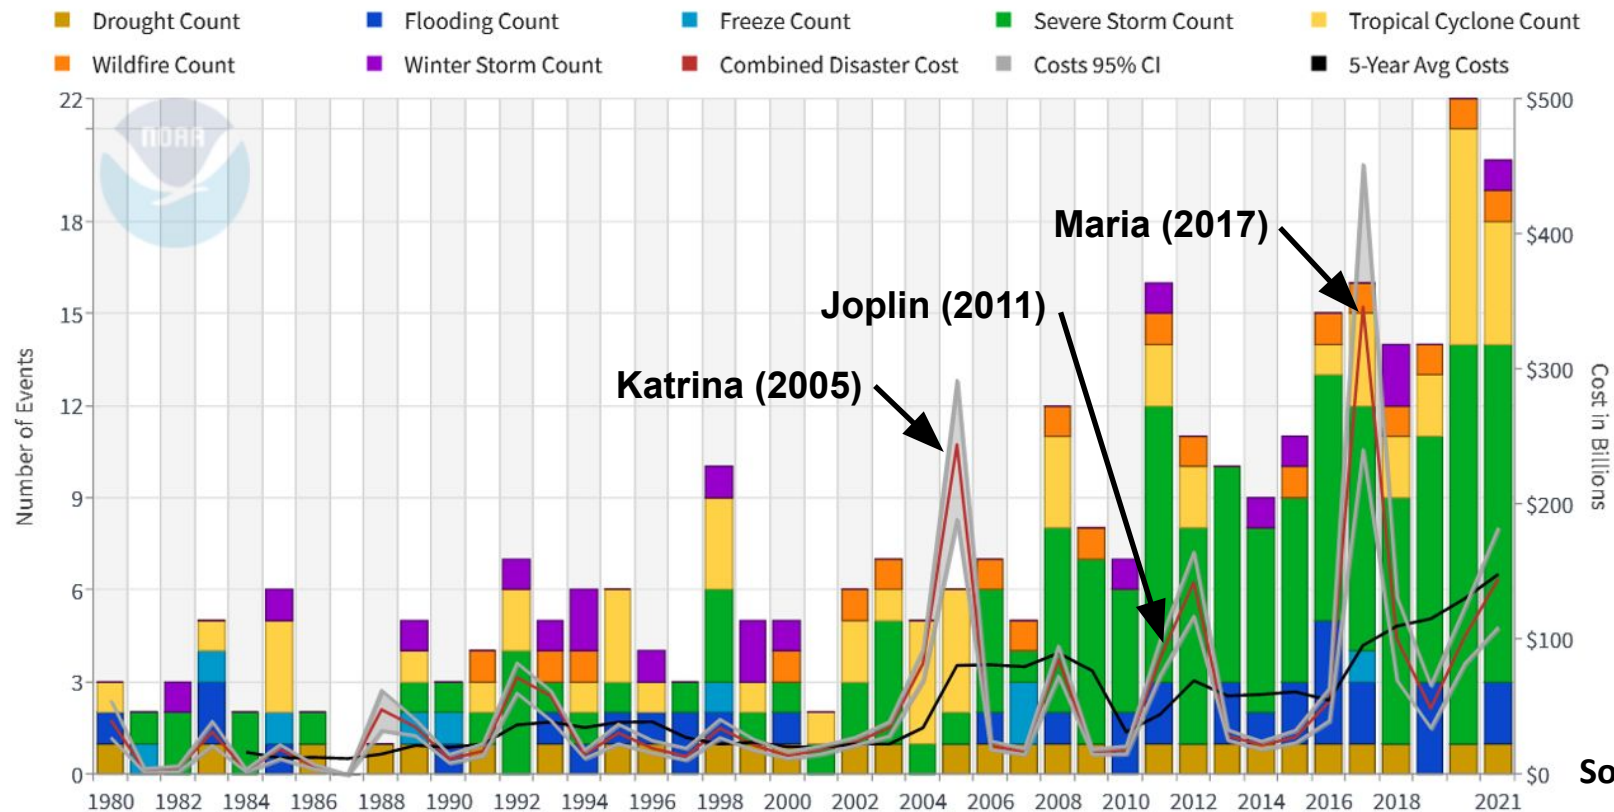 Drought Count Flooding Count Freeze Count Severe Storm Count Tropical Cyclone Count
Wildfire Count Winter Storm Count Combined Disaster Cost Costs 95% CI 5-Year Avg Costs
22 $500
NOAA
18 $400
Maria (2017)
15
Joplin (2011)
$300
12
Katrina (2005)
Number of Events
Cost in Billions
9 $200
6
$100
3
0 $0
So
1980 1982 1984 1986 1988 1990 1992 1994 1996 1998 2000 2002 2004 2006 2008 2010 2012 2014 2016 2018 2021